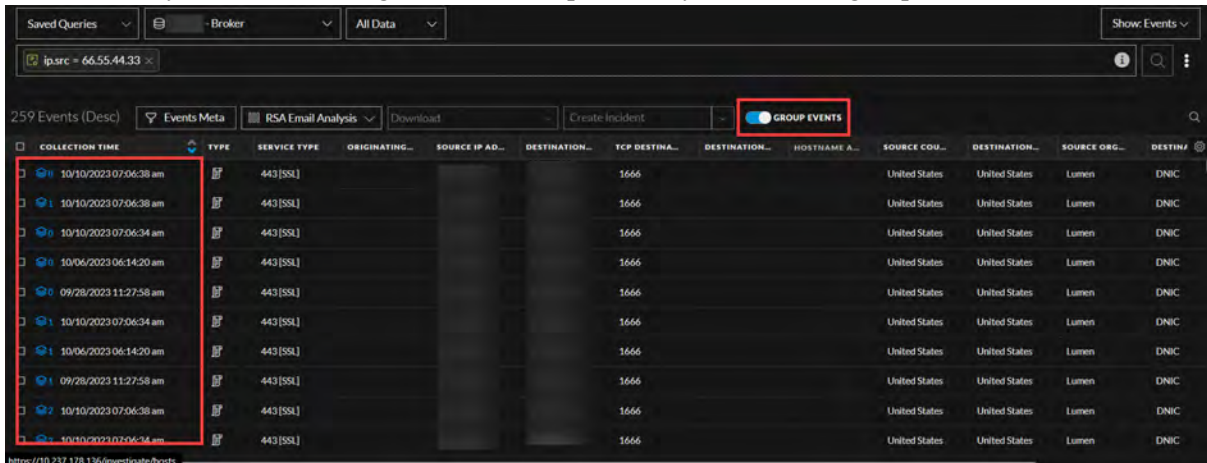 Saved Queries - Broker All Data Show: Events
ip.src = 66.55.44.33 ×
259 Events (Desc) Events Meta RSA Email Analysis Download Create Incident GROUP EVENTS
COLLECTION TIME TYPE SERVICE TYPE ORIGINATING... SOURCE IP AD... DESTINATION... TCP DESTINA... DESTINATION... HOSTNAME A... SOURCE COU... DESTINATION... SOURCE ORG... DESTINA
0 10/10/2023 07:06:38 am 443 [SSL] 1666 United States United States Lumen DNIC
1 10/10/2023 07:06:38 am 443 [SSL] 1666 United States United States Lumen DNIC
0 10/10/2023 07:06:34 am 443 [SSL] 1666 United States United States Lumen DNIC
0 10/06/2023 06:14:20 am 443 [SSL] 1666 United States United States Lumen DNIC
0 09/28/2023 11:27:58 am 443 [SSL] 1666 United States United States Lumen DNIC
1 10/10/2023 07:06:34 am 443 [SSL] 1666 United States United States Lumen DNIC
1 10/06/2023 06:14:20 am 443 [SSL] 1666 United States United States Lumen DNIC
1 09/28/2023 11:27:58 am 443 [SSL] 1666 United States United States Lumen DNIC
2 10/10/2023 07:06:38 am 443 [SSL] 1666 United States United States Lumen DNIC
10/10/2023 07:06:34 am 443 [SSL] 1666 United States United States Lumen DNIC
https://10.237.178.136/investigate/hosts